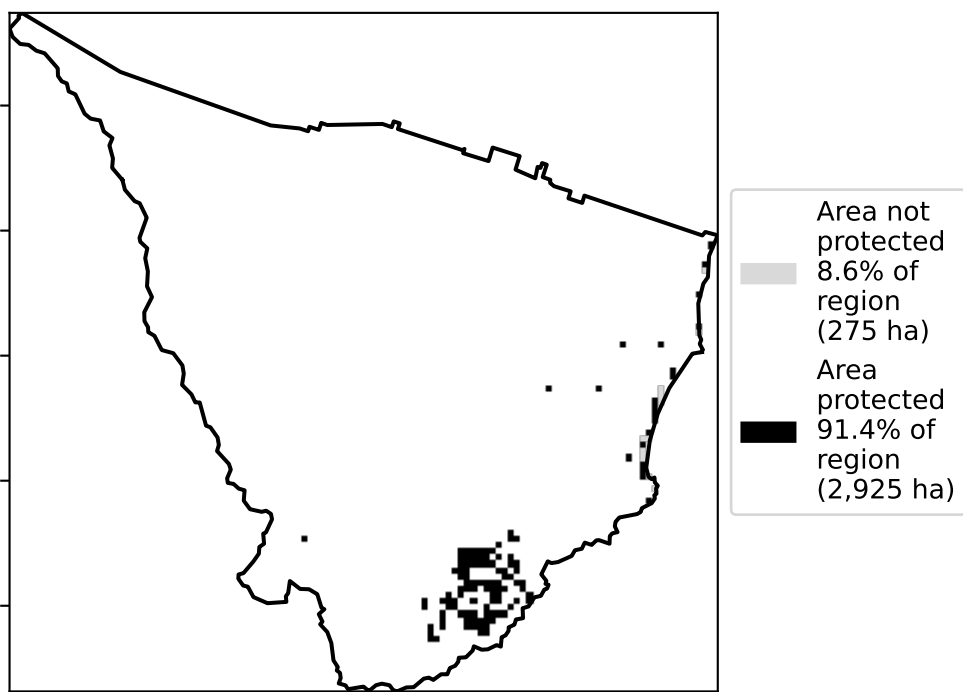 Area not
protected
8.6% of
region
(275 ha)
Area
protected
91.4% of
region
(2,925 ha)